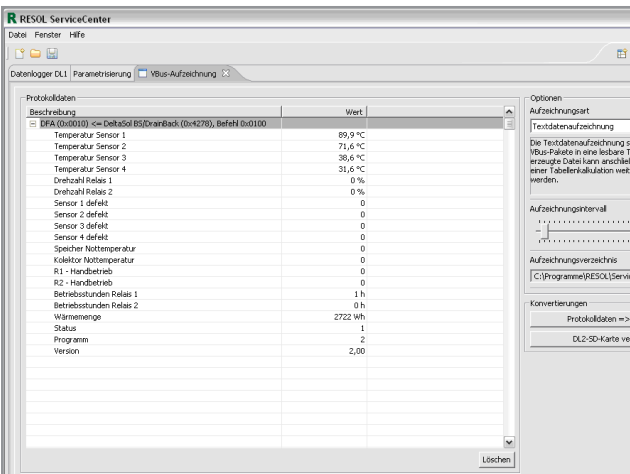 RESOL ServiceCenter
Datei Fenster Hilfe
Datenlogger DL1 Parametrisierung VBus-Aufzeichnung
Protokolldaten
Beschreibung Wert
DFA (0x0010) <= DeltaSol BS/DrainBack (0x4278), Befehl 0x0100
Temperatur Sensor 1 89,9 °C
Temperatur Sensor 2 71,6 °C
Temperatur Sensor 3 38,6 °C
Temperatur Sensor 4 31,6 °C
Drehzahl Relais 1 0 %
Drehzahl Relais 2 0 %
Sensor 1 defekt 0
Sensor 2 defekt 0
Sensor 3 defekt 0
Sensor 4 defekt 0
Speicher Nottemperatur 0
Kolektor Nottemperatur 0
R1 - Handbetrieb 0
R2 - Handbetrieb 0
Betriebsstunden Relais 1 1 h
Betriebsstunden Relais 2 0 h
Wärmemenge 2722 Wh
Status 1
Programm 2
Version 2,00
Löschen
Optionen
Aufzeichnungsart
Textdatenaufzeichnung
Die Textdatenaufzeichnung s
VBus-Pakete in eine lesbare T
erzeugte Datei kann anschlie
einer Tabellenkalkulation weit
werden.
Aufzeichnungsintervall
Aufzeichnungsverzeichnis
C:\Programme\RESOL\Servi
Konvertierungen
Protokolldaten =>
DL2-SD-Karte ve